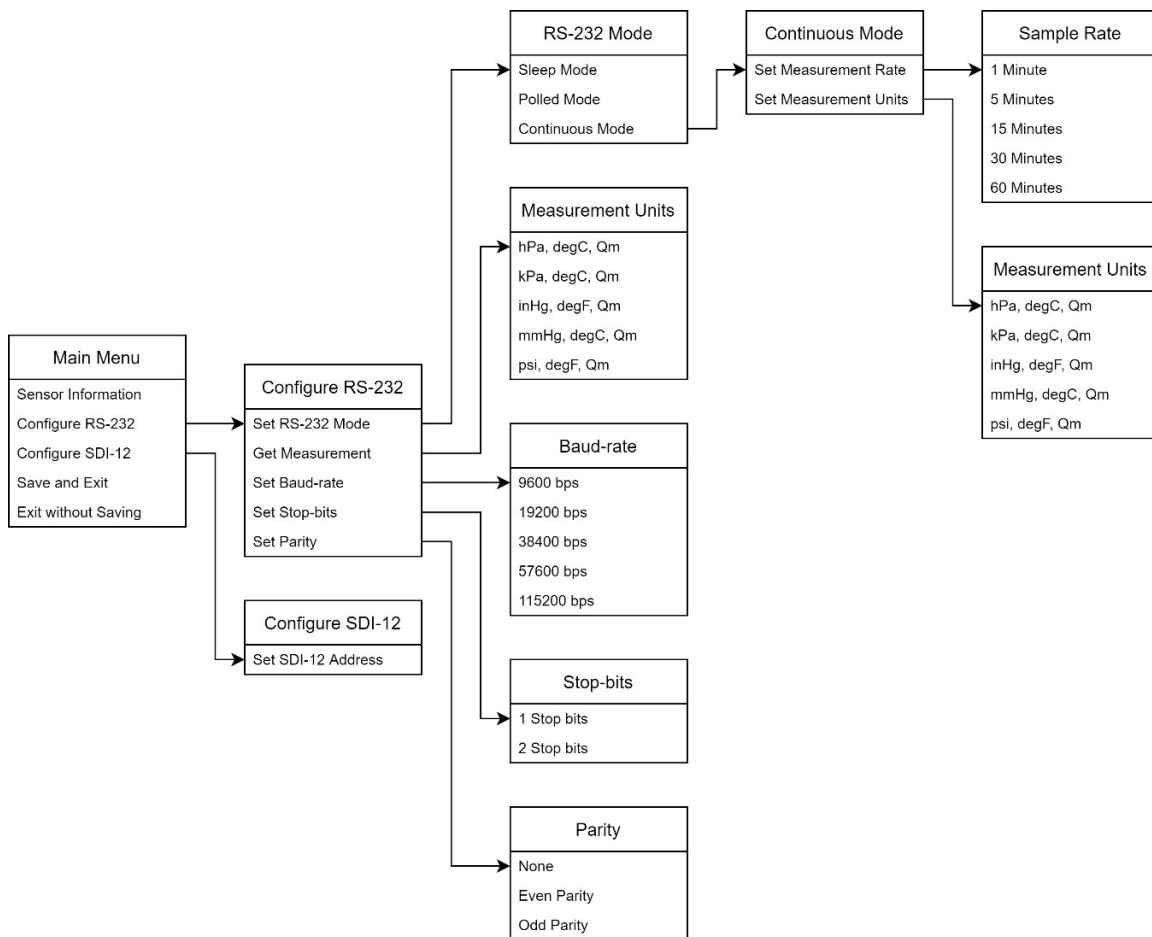 RS-232 Mode
Sleep Mode
Polled Mode
Continuous Mode
Continuous Mode
Set Measurement Rate
Set Measurement Units
Sample Rate
1 Minute
5 Minutes
15 Minutes
30 Minutes
60 Minutes
Measurement Units
hPa, degC, Qm
kPa, degC, Qm
inHg, degF, Qm
mmHg, degC, Qm
psi, degF, Qm
Measurement Units
hPa, degC, Qm
kPa, degC, Qm
inHg, degF, Qm
mmHg, degC, Qm
psi, degF, Qm
Main Menu
Sensor Information
Configure RS-232
Configure SDI-12
Save and Exit
Exit without Saving
Configure RS-232
Set RS-232 Mode
Get Measurement
Set Baud-rate
Set Stop-bits
Set Parity
Baud-rate
9600 bps
19200 bps
38400 bps
57600 bps
115200 bps
Configure SDI-12
Set SDI-12 Address
Stop-bits
1 Stop bits
2 Stop bits
Parity
None
Even Parity
Odd Parity